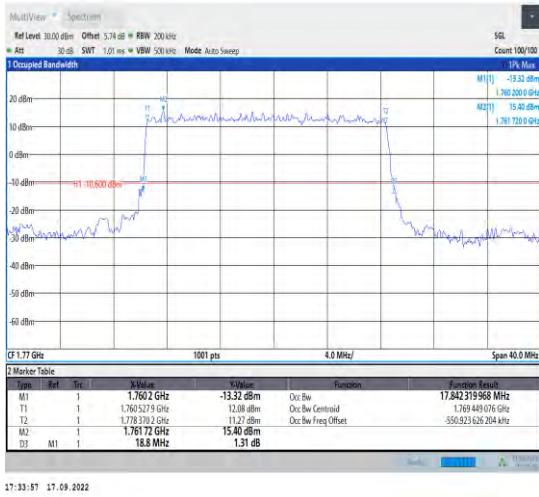 MultiView Spectrum
Ref Level 30.00 dBm Offset 5.74 dB RBW 200 kHz SGL
Att 30 dB SWT 1.01 ms VBW 500 kHz Mode Auto Sweep Count 100/100
1 Occupied Bandwidth 1Pk Max
M1[1] -13.32 dBm
1.760 200 0 GHz
M2[1] 15.40 dBm
1.761 720 0 GHz
20 dBm
10 dBm
0 dBm
-10 dBm
H1 -10.600 dBm
-20 dBm
-30 dBm
-40 dBm
-50 dBm
-60 dBm
T1
M2
T2
M1
CF 1.77 GHz 1001 pts 4.0 MHz/ Span 40.0 MHz
2 Marker Table
Type Ref Trc X-Value Y-Value Function Function Result
M1 1 1.760 2 GHz -13.32 dBm Occ Bw 17.842 319 968 MHz
T1 1 1.760 527 9 GHz 12.08 dBm Occ Bw Centroid 1.769 449 076 GHz
T2 1 1.778 370 2 GHz 11.27 dBm Occ Bw Freq Offset -550.923 626 204 kHz
M2 1 1.761 72 GHz 15.40 dBm
D3 M1 1 18.8 MHz 1.31 dB
17:33:57 17.09.2022